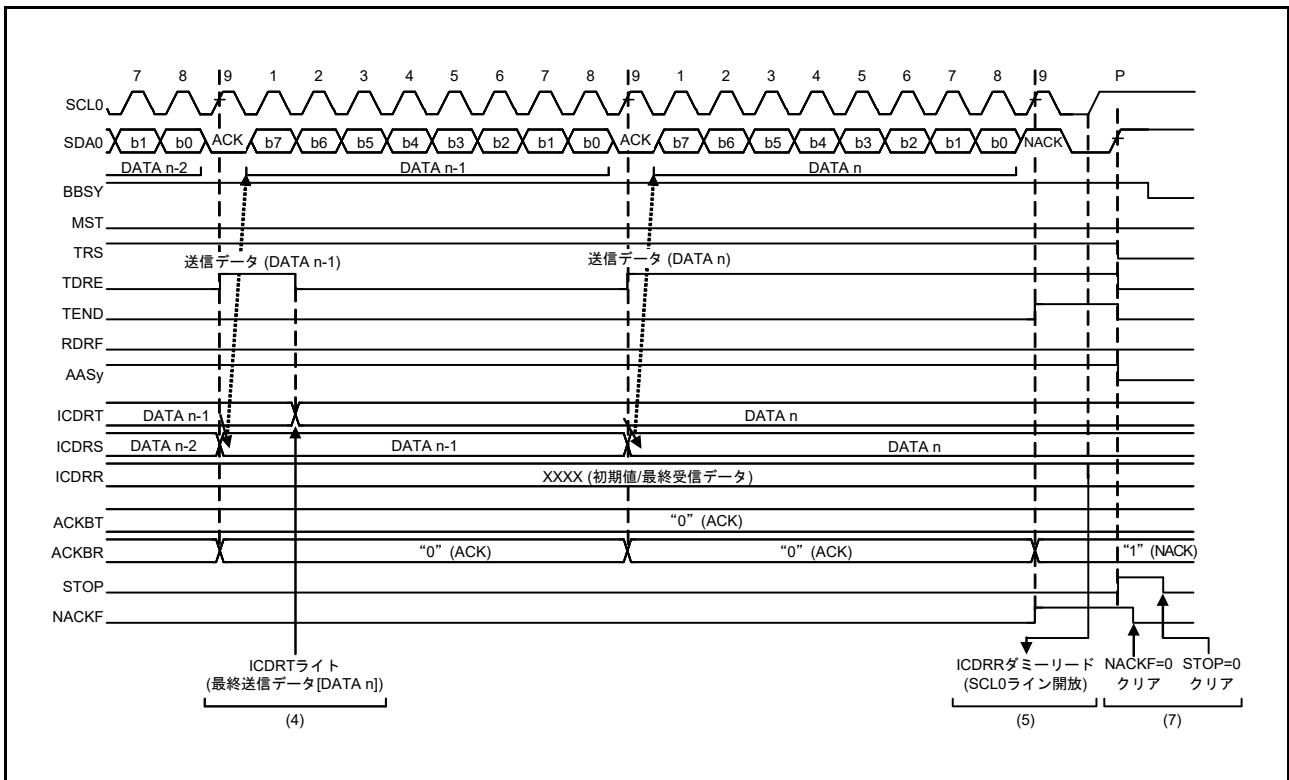 7 8 9 1 2 3 4 5 6 7 8 9 1 2 3 4 5 6 7 8 9 P
SCL0
SDA0 b1 b0 ACK b7 b6 b5 b4 b3 b2 b1 b0 ACK b7 b6 b5 b4 b3 b2 b1 b0 NACK
DATA n-2 DATA n-1 DATA n
BBSY
MST
TRS
送信データ (DATA n-1) 送信データ (DATA n)
TDRE
TEND
RDRF
AASy
ICDRT DATA n-1 DATA n
ICDRS DATA n-2 DATA n-1 DATA n
ICDRR XXXX (初期値/最終受信データ)
ACKBT “0” (ACK)
ACKBR “0” (ACK) “0” (ACK) “1” (NACK)
STOP
NACKF
ICDRTライト
(最終送信データ[DATA n])
(4)
ICDRRダミーリード
(SCL0ライン開放)
(5)
NACKF=0
クリア
STOP=0
クリア
(7)